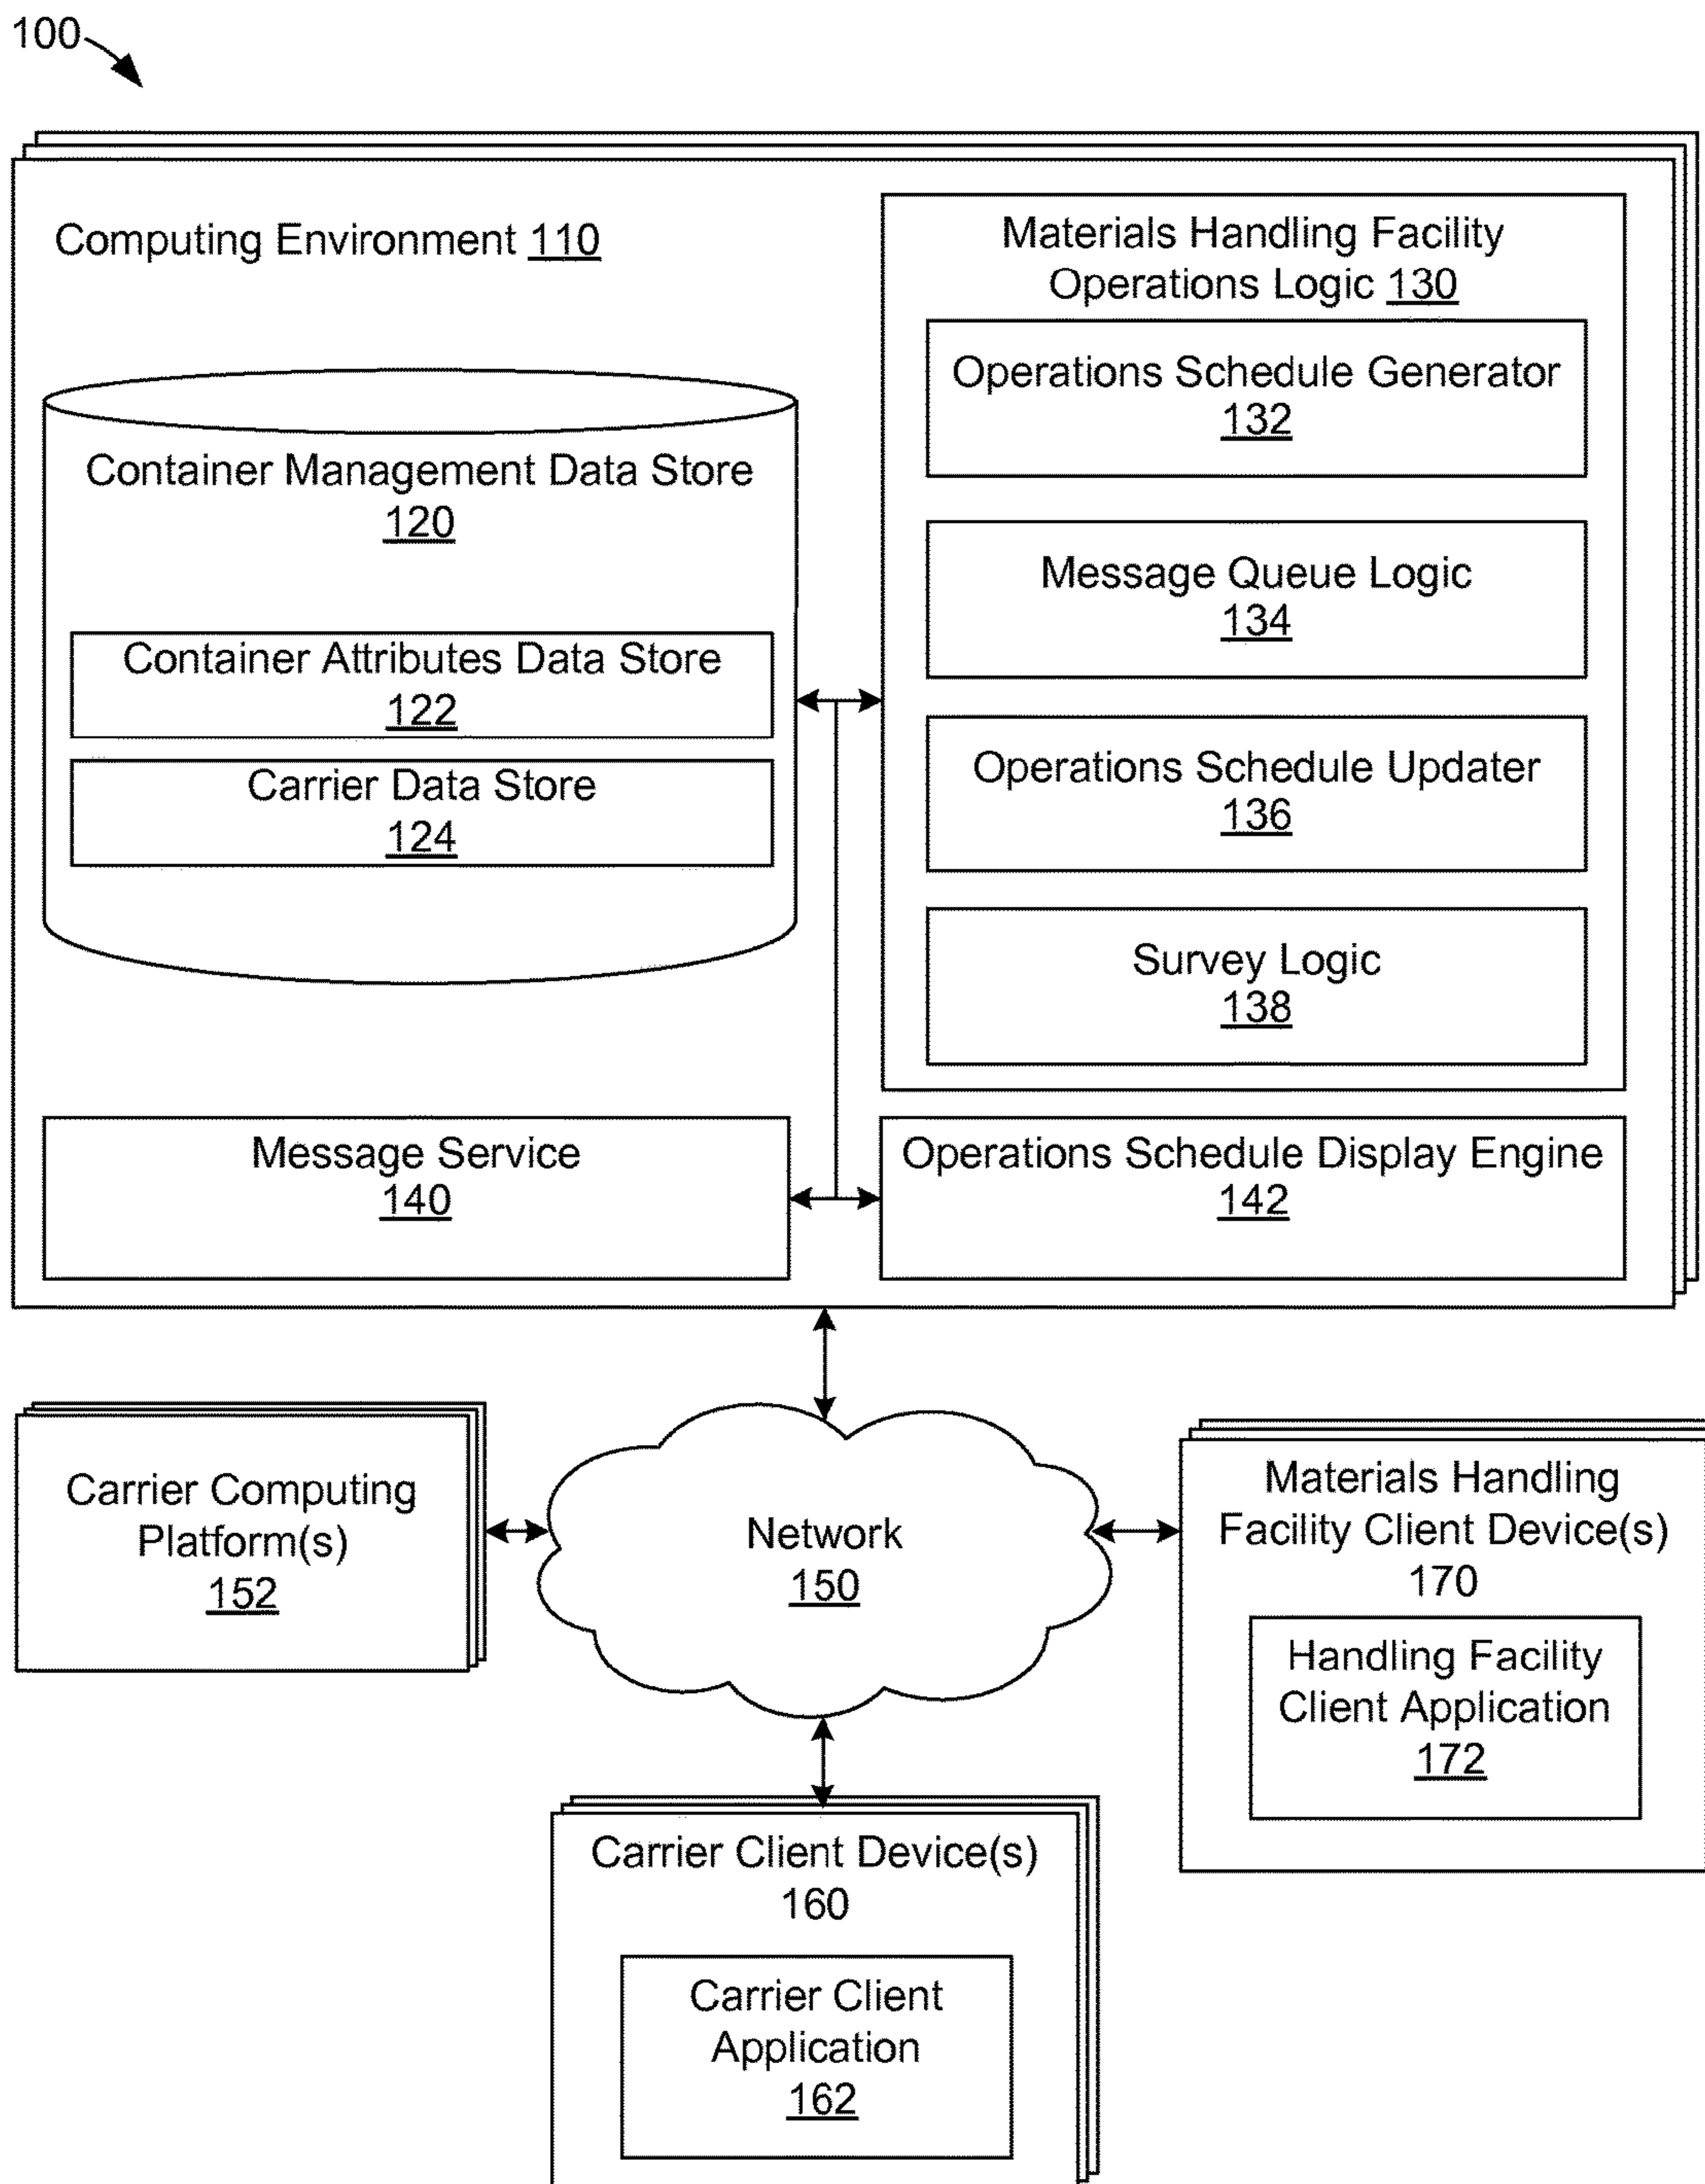 100
Computing Environment 110
Container Management Data Store
120
Container Attributes Data Store
122
Carrier Data Store
124
Materials Handling Facility
Operations Logic 130
Operations Schedule Generator
132
Message Queue Logic
134
Operations Schedule Updater
136
Survey Logic
138
Message Service
140
Operations Schedule Display Engine
142
Carrier Computing
Platform(s)
152
Network
150
Materials Handling
Facility Client Device(s)
170
Handling Facility
Client Application
172
Carrier Client Device(s)
160
Carrier Client
Application
162